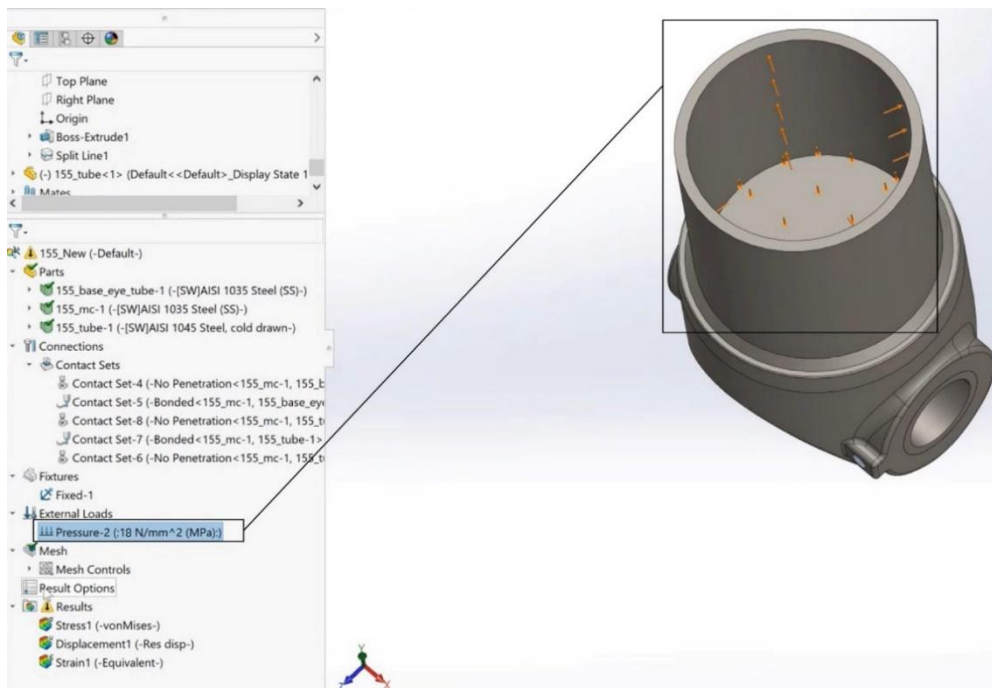 Top Plane
Right Plane
Origin
Boss-Extrude1
Split Line1
(-) 155_tube<1> (Default<<Default>_Display State 1
Mates
155_New (-Default-)
Parts
155_base_eye_tube-1 (-[SW]AISI 1035 Steel (SS)-)
155_mc-1 (-[SW]AISI 1035 Steel (SS)-)
155_tube-1 (-[SW]AISI 1045 Steel, cold drawn-)
Connections
Contact Sets
Contact Set-4 (-No Penetration<155_mc-1, 155_b
Contact Set-5 (-Bonded<155_mc-1, 155_base_eye
Contact Set-8 (-No Penetration<155_mc-1, 155_t
Contact Set-7 (-Bonded<155_mc-1, 155_tube-1>
Contact Set-6 (-No Penetration<155_mc-1, 155_t
Fixtures
Fixed-1
External Loads
Pressure-2 (:18 N/mm^2 (MPa):)
Mesh
Mesh Controls
Result Options
Results
Stress1 (-vonMises-)
Displacement1 (-Res disp-)
Strain1 (-Equivalent-)
Y
Z
X